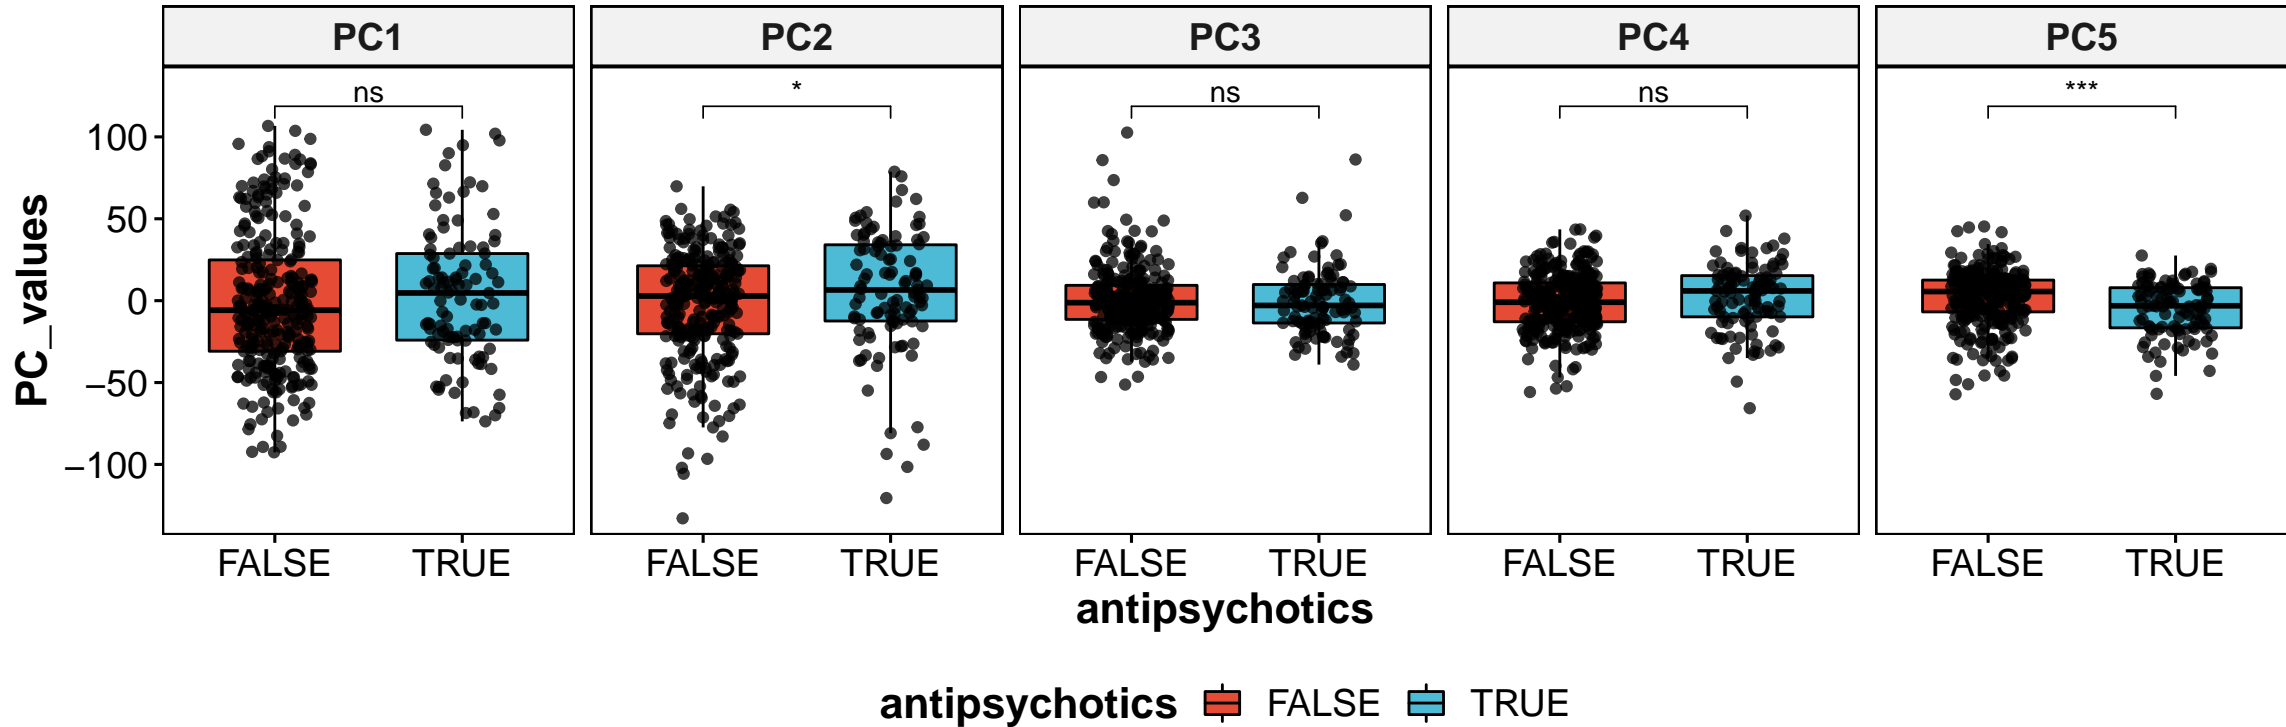 PC1 PC2 PC3 PC4 PC5
ns * ns ns ***
PC_values
100
50
0
−50
−100
FALSE TRUE FALSE TRUE FALSE TRUE FALSE TRUE FALSE TRUE
antipsychotics
antipsychotics FALSE TRUE